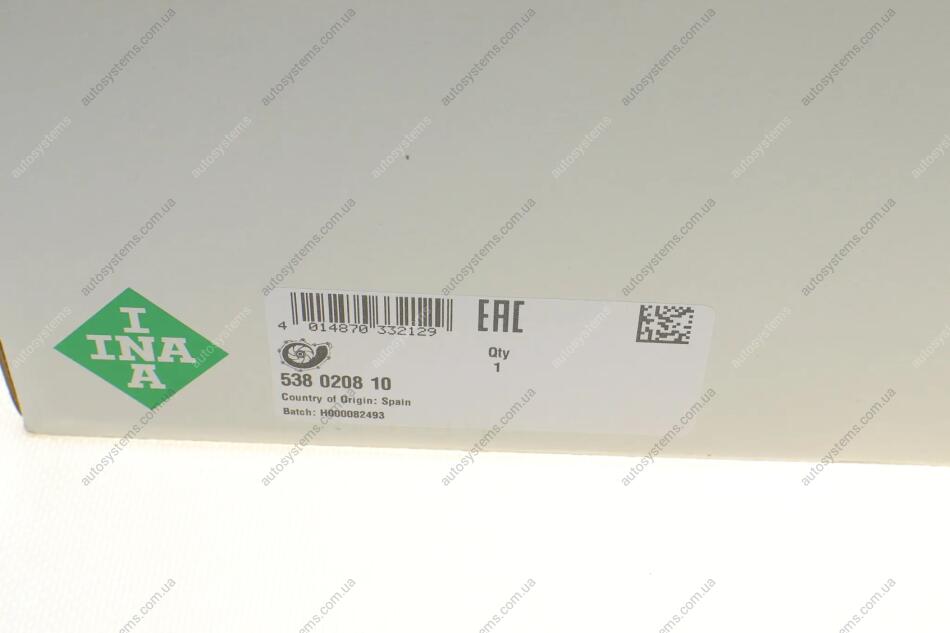 I
INA
A
4 014870 332129
EAC
Qty
1
538 0208 10
Country of Origin: Spain
Batch: H000082493
autosystems.com.ua